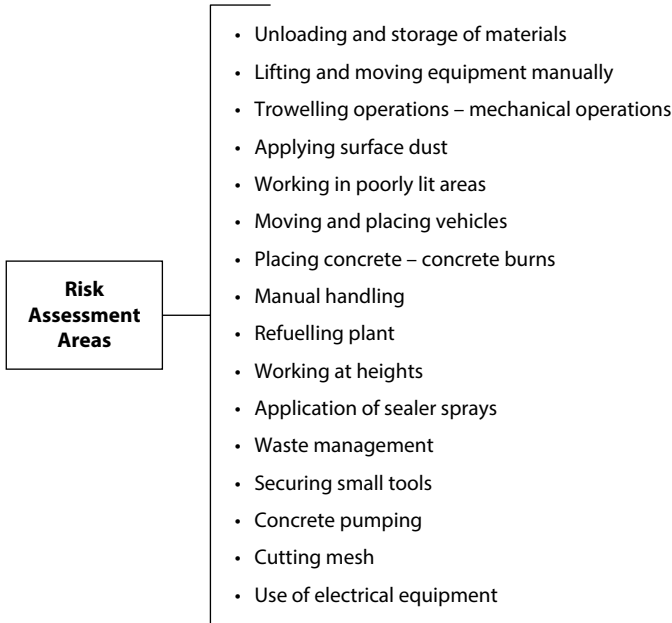 Risk
Assessment
Areas
• Unloading and storage of materials
• Lifting and moving equipment manually
• Trowelling operations – mechanical operations
• Applying surface dust
• Working in poorly lit areas
• Moving and placing vehicles
• Placing concrete – concrete burns
• Manual handling
• Refuelling plant
• Working at heights
• Application of sealer sprays
• Waste management
• Securing small tools
• Concrete pumping
• Cutting mesh
• Use of electrical equipment